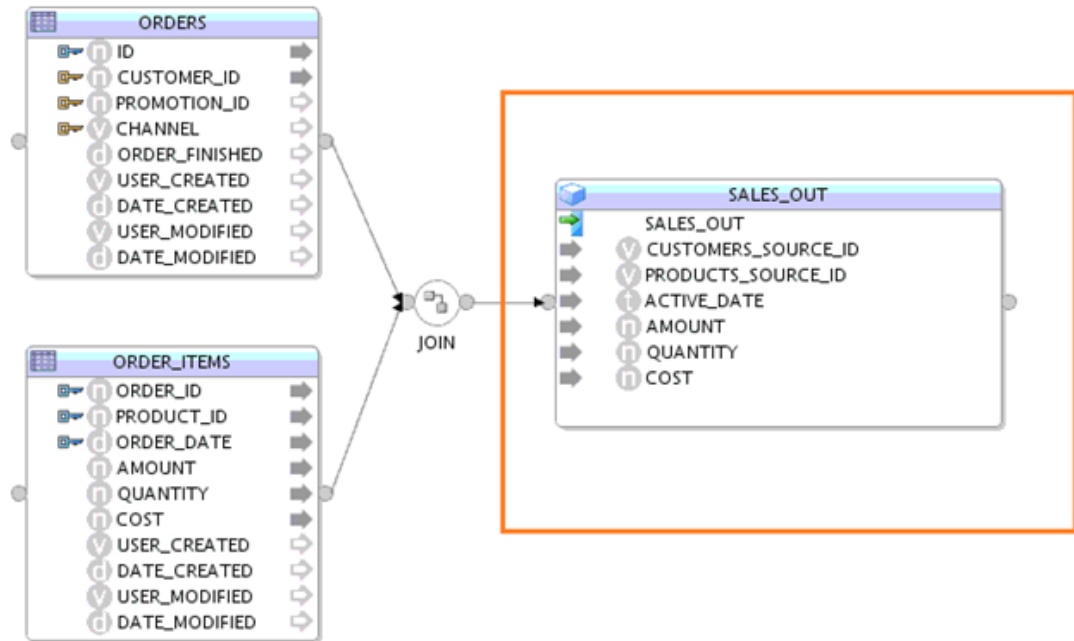 ORDERS
n ID
n CUSTOMER_ID
n PROMOTION_ID
v CHANNEL
d ORDER_FINISHED
v USER_CREATED
d DATE_CREATED
v USER_MODIFIED
d DATE_MODIFIED
ORDER_ITEMS
n ORDER_ID
n PRODUCT_ID
d ORDER_DATE
n AMOUNT
n QUANTITY
n COST
v USER_CREATED
d DATE_CREATED
v USER_MODIFIED
d DATE_MODIFIED
JOIN
SALES_OUT
SALES_OUT
v CUSTOMERS_SOURCE_ID
v PRODUCTS_SOURCE_ID
t ACTIVE_DATE
n AMOUNT
n QUANTITY
n COST